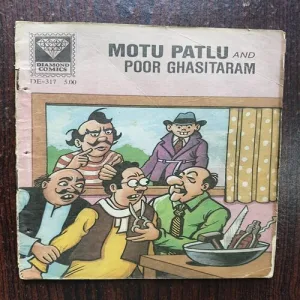 DIAMOND
COMICS
DE-317 5.00
MOTU PATLU AND
POOR GHASITARAM